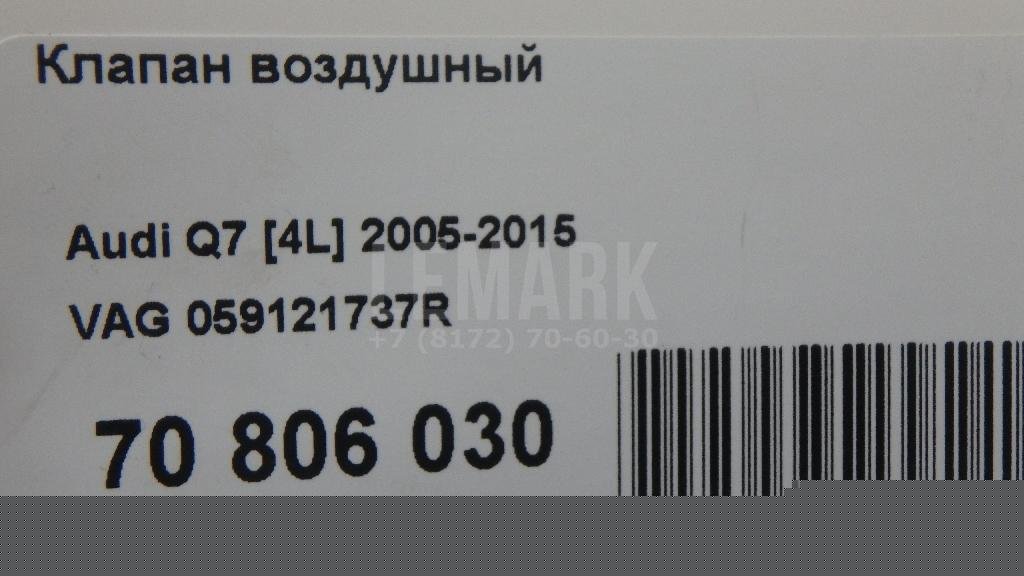 Клапан воздушный
Audi Q7 [4L] 2005-2015
LEMARK
VAG 059121737R
+7 (8172) 70-60-30
70 806 030